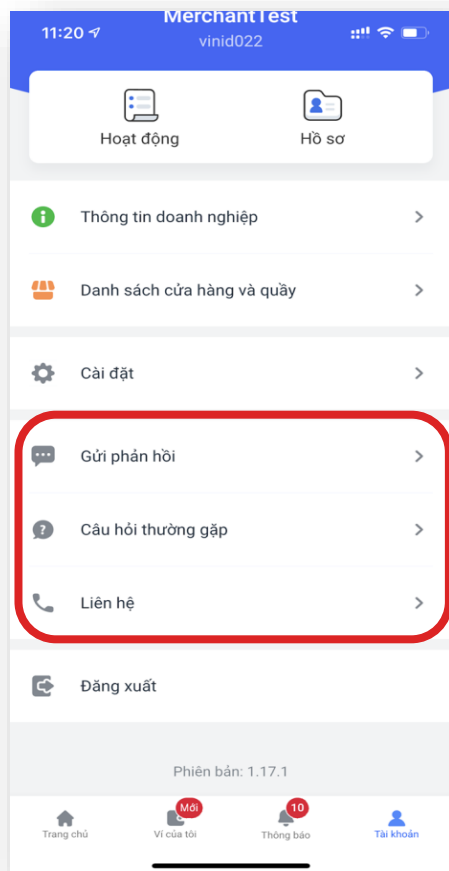 MerchantTest
11:20
vinid022
Hoạt động
Hồ sơ
Thông tin doanh nghiệp
Danh sách cửa hàng và quầy
Cài đặt
Gửi phản hồi
Câu hỏi thường gặp
Liên hệ
Đăng xuất
Phiên bản: 1.17.1
Mới
10
Trang chủ
Ví của tôi
Thông báo
Tài khoản